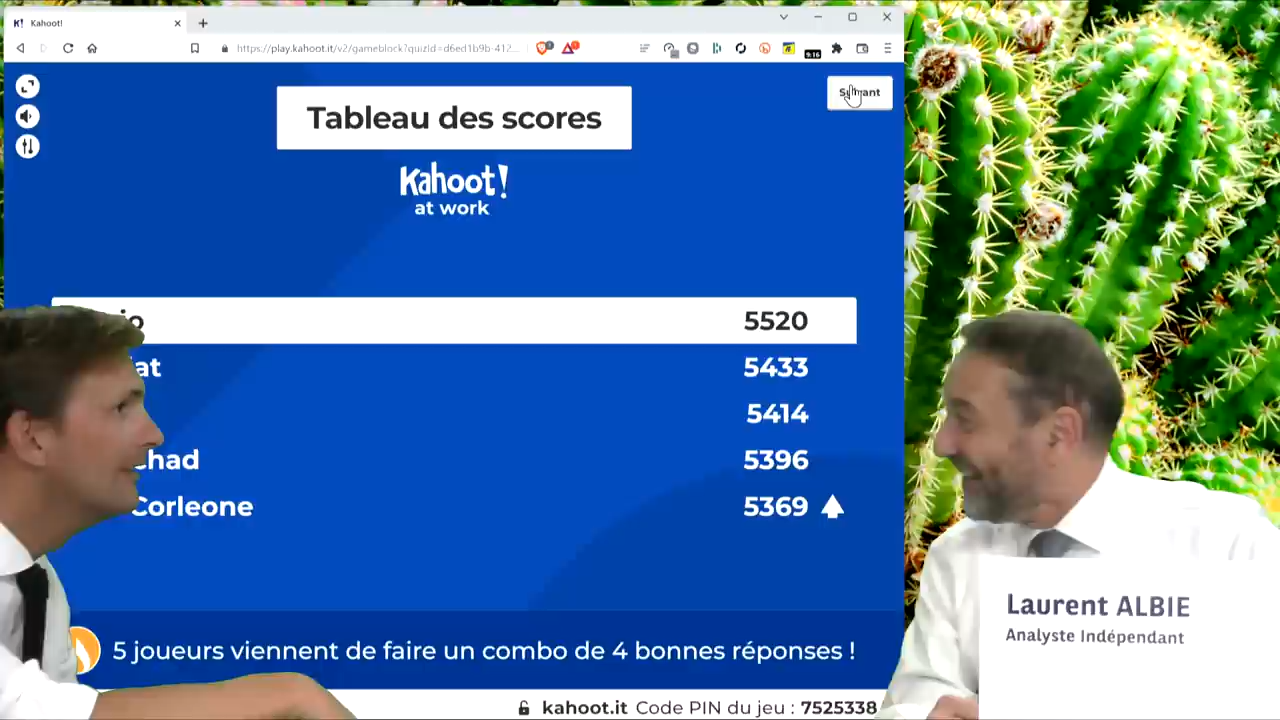 K! Kahoot!
https://play.kahoot.it/v2/gameblock?quizId=d6ed1b9b-412...
9:16
Suivant
Tableau des scores
Kahoot!
at work
5520
5433
5414
5396
Corleone 5369
5 joueurs viennent de faire un combo de 4 bonnes réponses !
kahoot.it Code PIN du jeu : 7525338
Laurent ALBIE
Analyste Indépendant